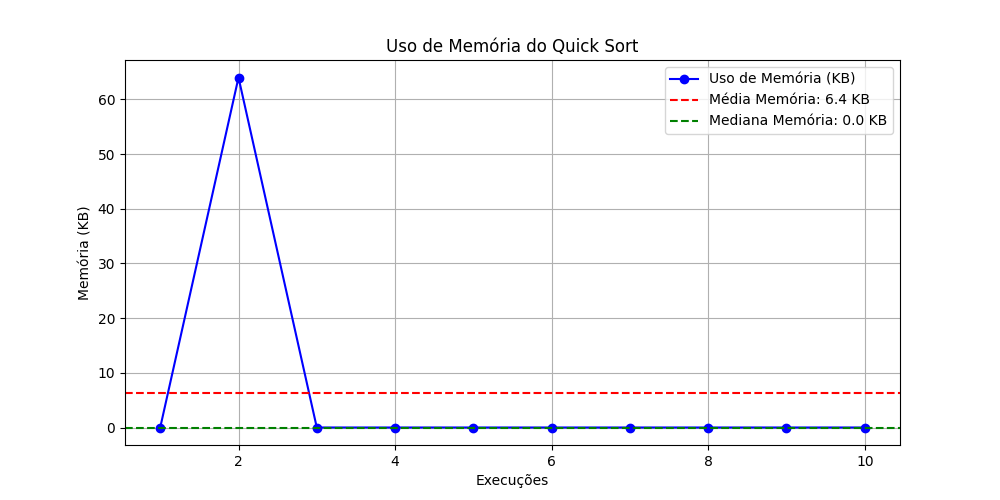 Uso de Memória do Quick Sort
Uso de Memória (KB)
Média Memória: 6.4 KB
Mediana Memória: 0.0 KB
Memória (KB)
60
50
40
30
20
10
0
2
4
6
8
10
Execuções